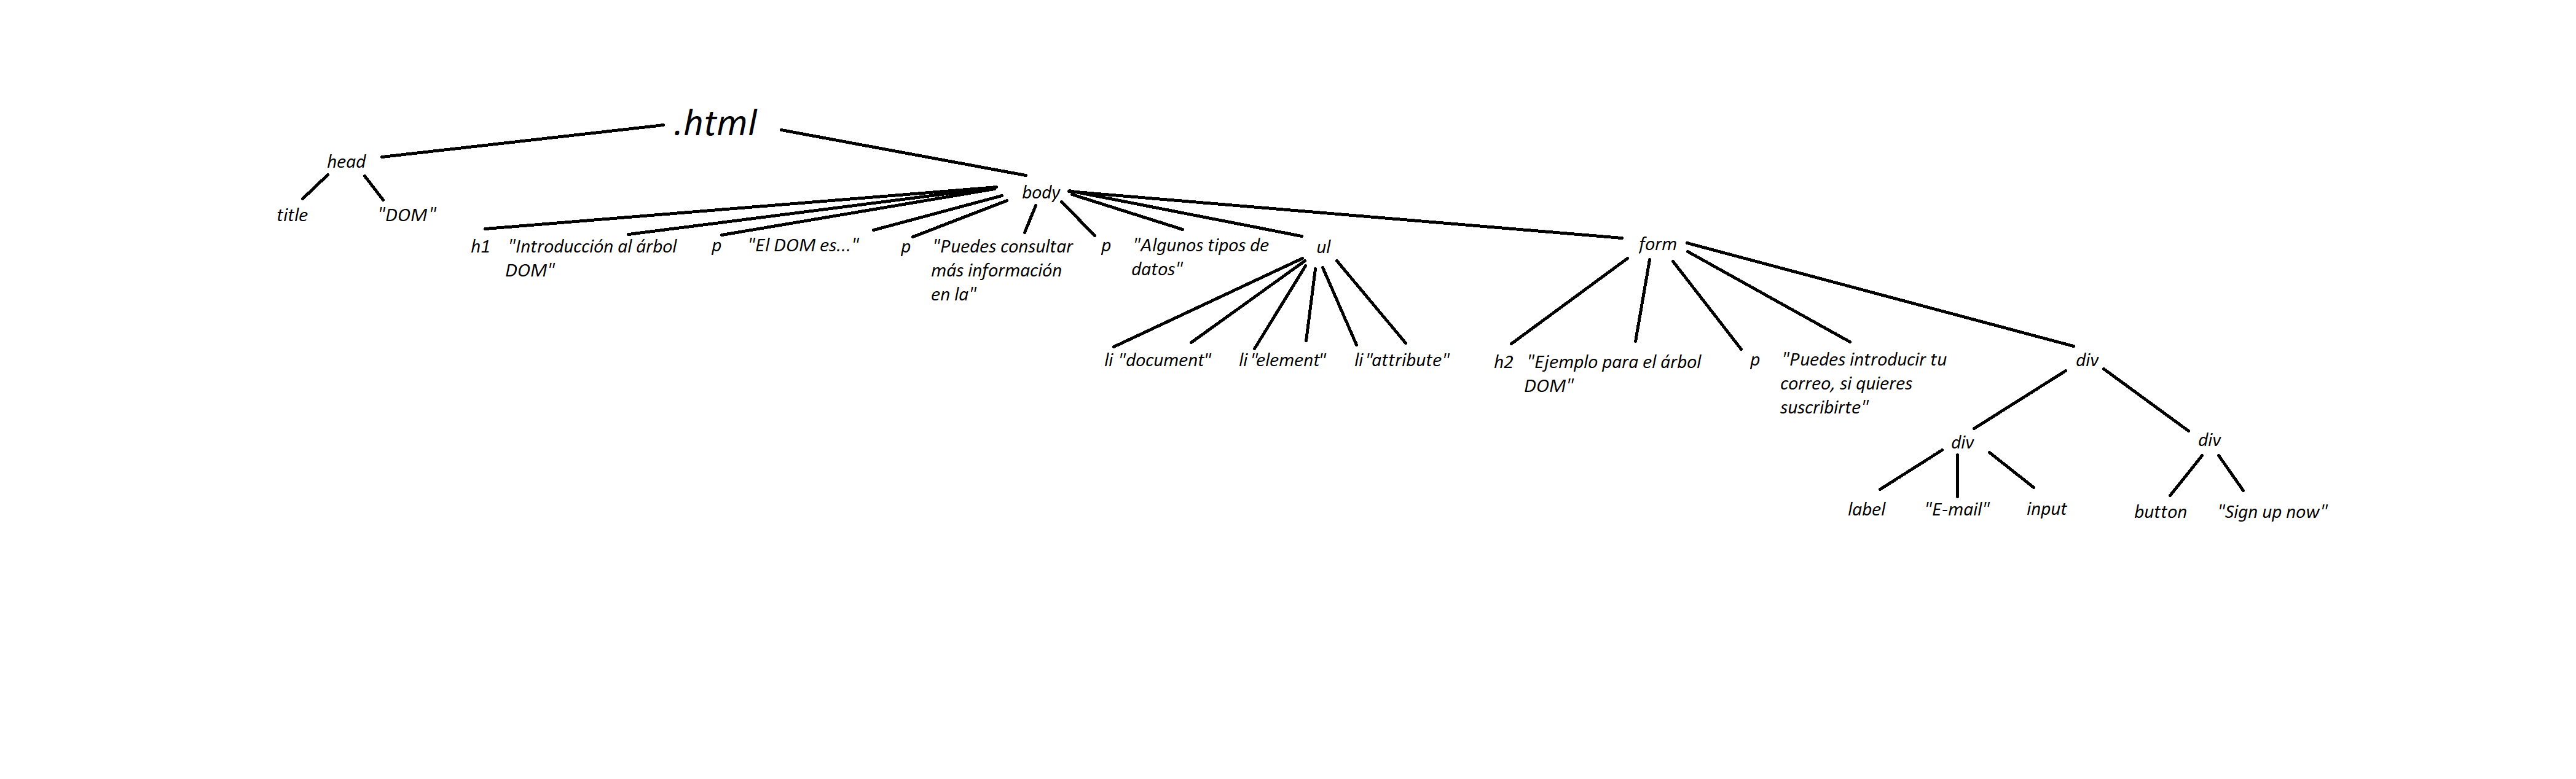 .html
head
body
title
"DOM"
h1
"Introducción al árbol
DOM"
p
"El DOM es..."
p
"Puedes consultar
más información
en la"
p
"Algunos tipos de
datos"
ul
form
li "document"
li "element"
li "attribute"
h2
"Ejemplo para el árbol
DOM"
p
"Puedes introducir tu
correo, si quieres
suscribirte"
div
div
div
label
"E-mail"
input
button
"Sign up now"